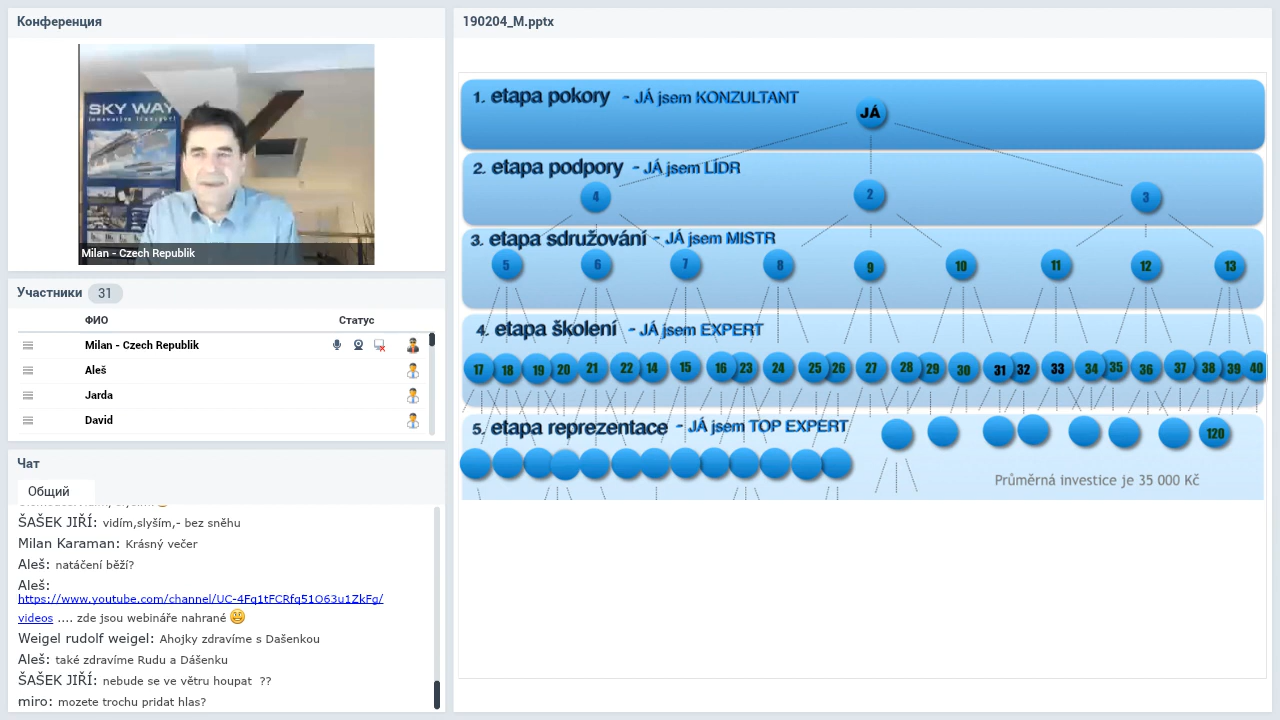 Конференция
SKY WAY
Milan - Czech Republik
Участники 31
ФИО Статус
Milan - Czech Republik
Aleš
Jarda
David
Чат
Общий
ŠAŠEK JIŘÍ: vidím,slyším,- bez sněhu
Milan Karaman: Krásný večer
Aleš: natáčení běží?
Aleš:
https://www.youtube.com/channel/UC-4Fq1tFCRfq51O63u1ZkFg/
videos .... zde jsou webináře nahrané
Weigel rudolf weigel: Ahojky zdravíme s Dašenkou
Aleš: také zdravíme Rudu a Dášenku
ŠAŠEK JIŘÍ: nebude se ve větru houpat ??
miro: mozete trochu pridat hlas?
190204_M.pptx
1. etapa pokory - JÁ jsem KONZULTANT
JÁ
2. etapa podpory - JÁ jsem LÍDR
4 2 3
3. etapa sdružování - JÁ jsem MISTR
5 6 7 8 9 10 11 12 13
4. etapa školení - JÁ jsem EXPERT
17 18 19 20 21 22 14 15 16 23 24 25 26 27 28 29 30 31 32 33 34 35 36 37 38 39 40
5. etapa reprezentace - JÁ jsem TOP EXPERT
120
Průměrná investice je 35 000 Kč